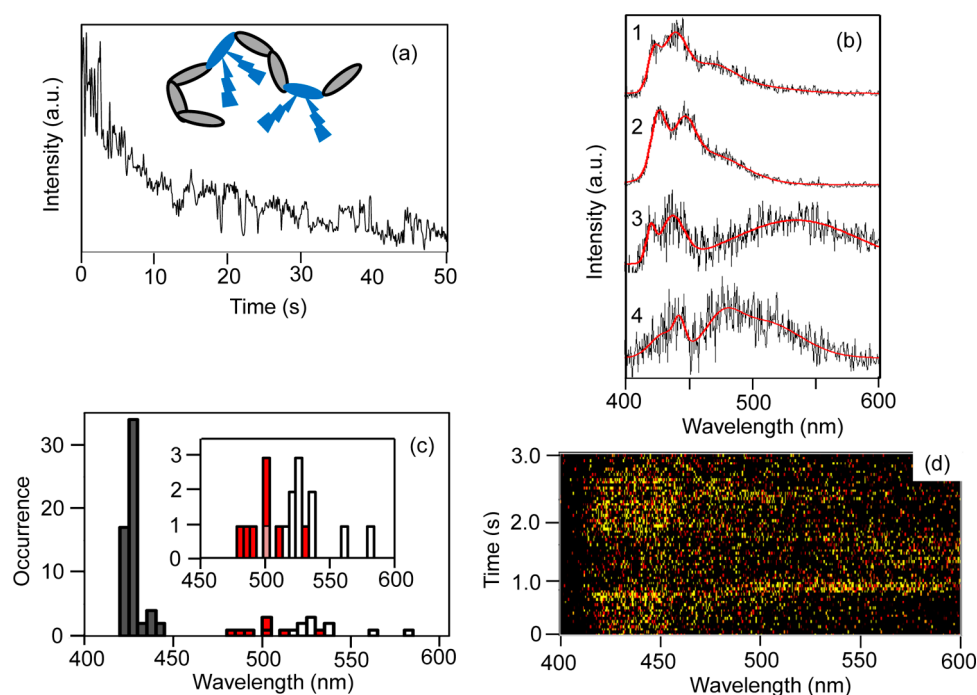 (a)
Intensity (a.u.)
0 10 20 30 40 50
Time (s)
(b)
1
2
3
4
Intensity (a.u.)
400 500 600
Wavelength (nm)
(c)
30
20
10
0
Occurrence
400 450 500 550 600
Wavelength (nm)
3
2
1
0
450 500 550 600
(d)
3.0
2.0
1.0
0
Time (s)
400 450 500 550 600
Wavelength (nm)